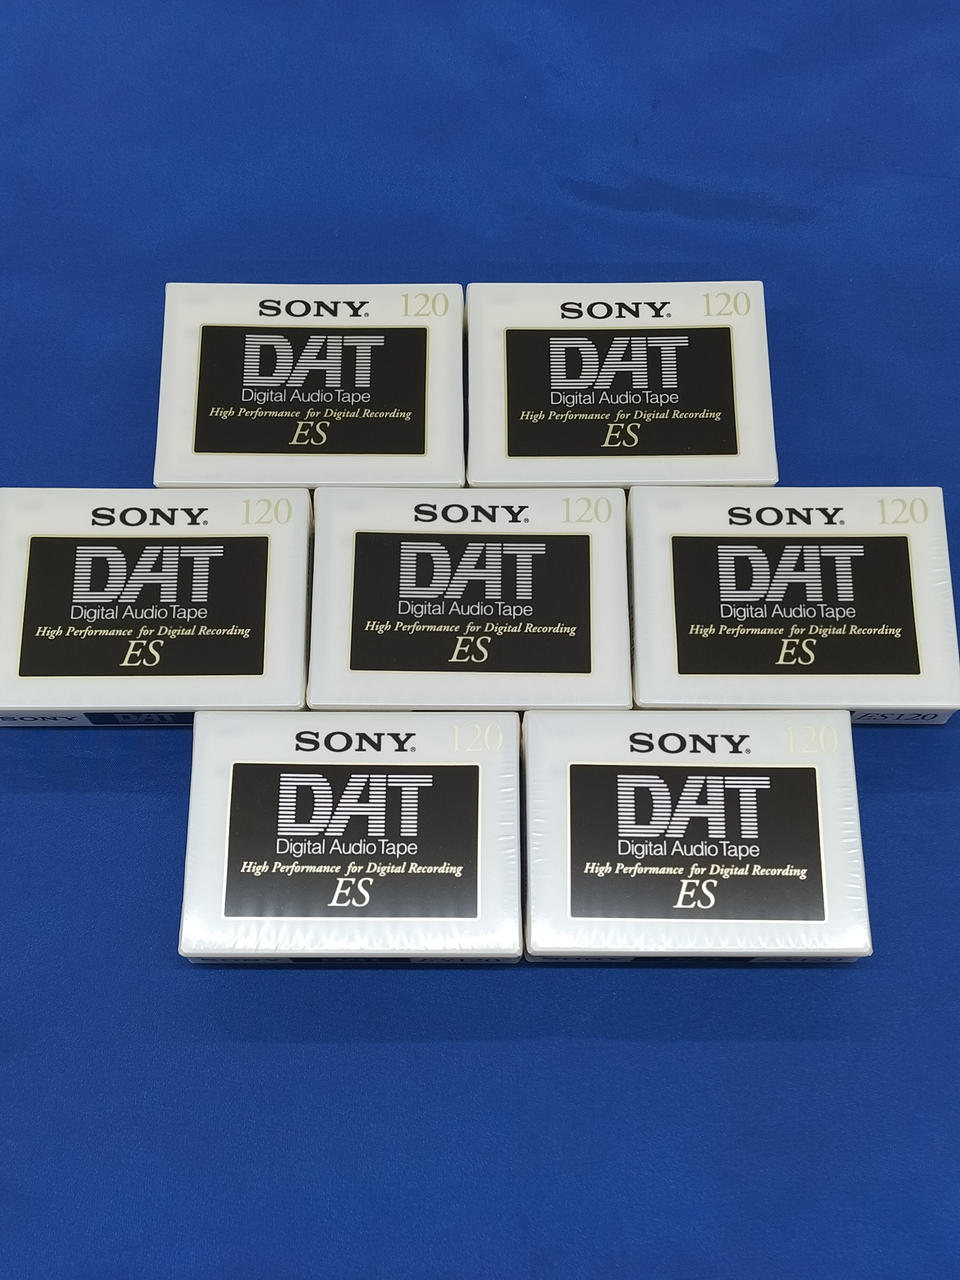 SONY® 120
DAT
Digital Audio Tape
High Performance for Digital Recording
ES
SONY® 120
DAT
Digital Audio Tape
High Performance for Digital Recording
ES
SONY® 120
DAT
Digital Audio Tape
High Performance for Digital Recording
ES
SONY® 120
DAT
Digital Audio Tape
High Performance for Digital Recording
ES
SONY® 120
DAT
Digital Audio Tape
High Performance for Digital Recording
ES
SONY DAT
ES120
SONY® 120
DAT
Digital Audio Tape
High Performance for Digital Recording
ES
SONY® 120
DAT
Digital Audio Tape
High Performance for Digital Recording
ES